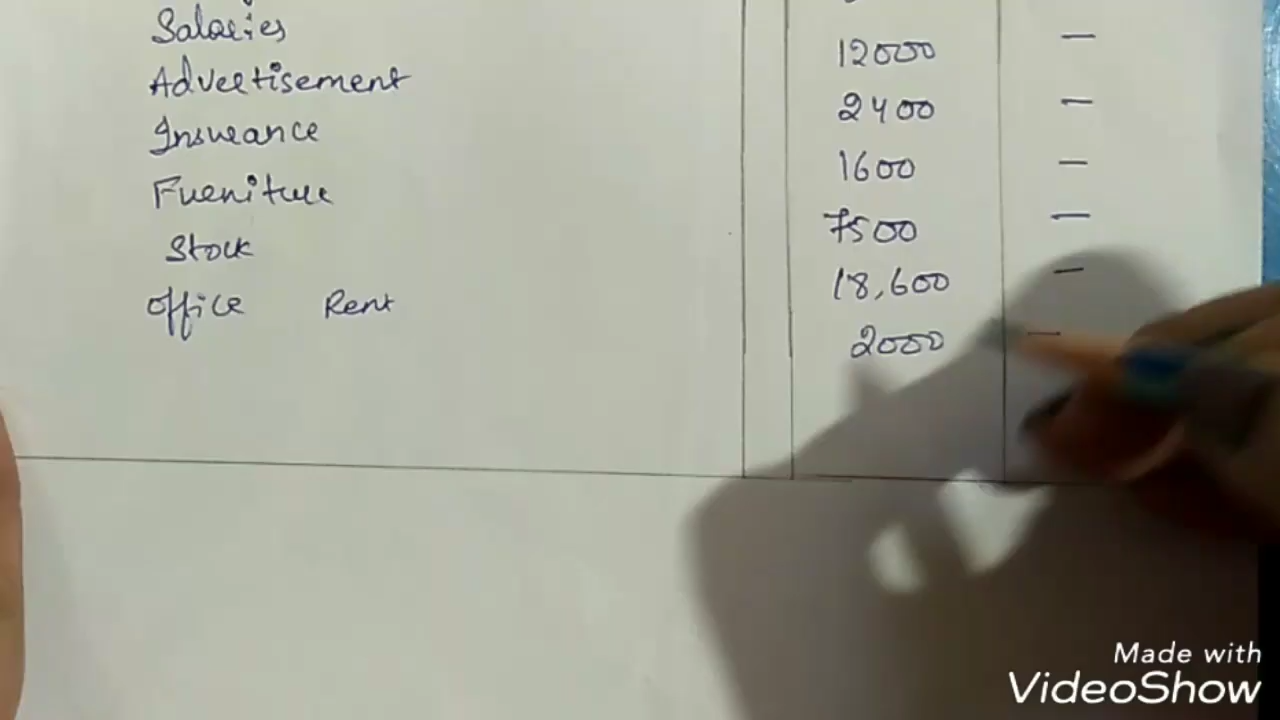 Salaries 12000 —
Advertisement 2400 —
Insurance 1600 —
Furniture 7500 —
Stock 18,600 —
Office Rent 2000 —
Made with
VideoShow